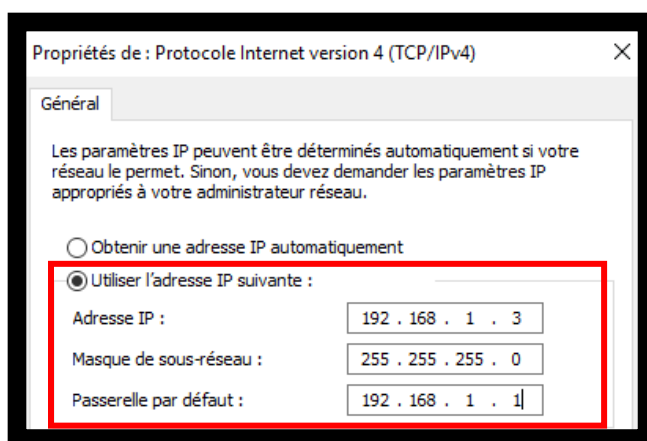 Propriétés de : Protocole Internet version 4 (TCP/IPv4)
Général
Les paramètres IP peuvent être déterminés automatiquement si votre
réseau le permet. Sinon, vous devez demander les paramètres IP
appropriés à votre administrateur réseau.
Obtenir une adresse IP automatiquement
Utiliser l'adresse IP suivante :
Adresse IP : 192 . 168 . 1 . 3
Masque de sous-réseau : 255 . 255 . 255 . 0
Passerelle par défaut : 192 . 168 . 1 . 1